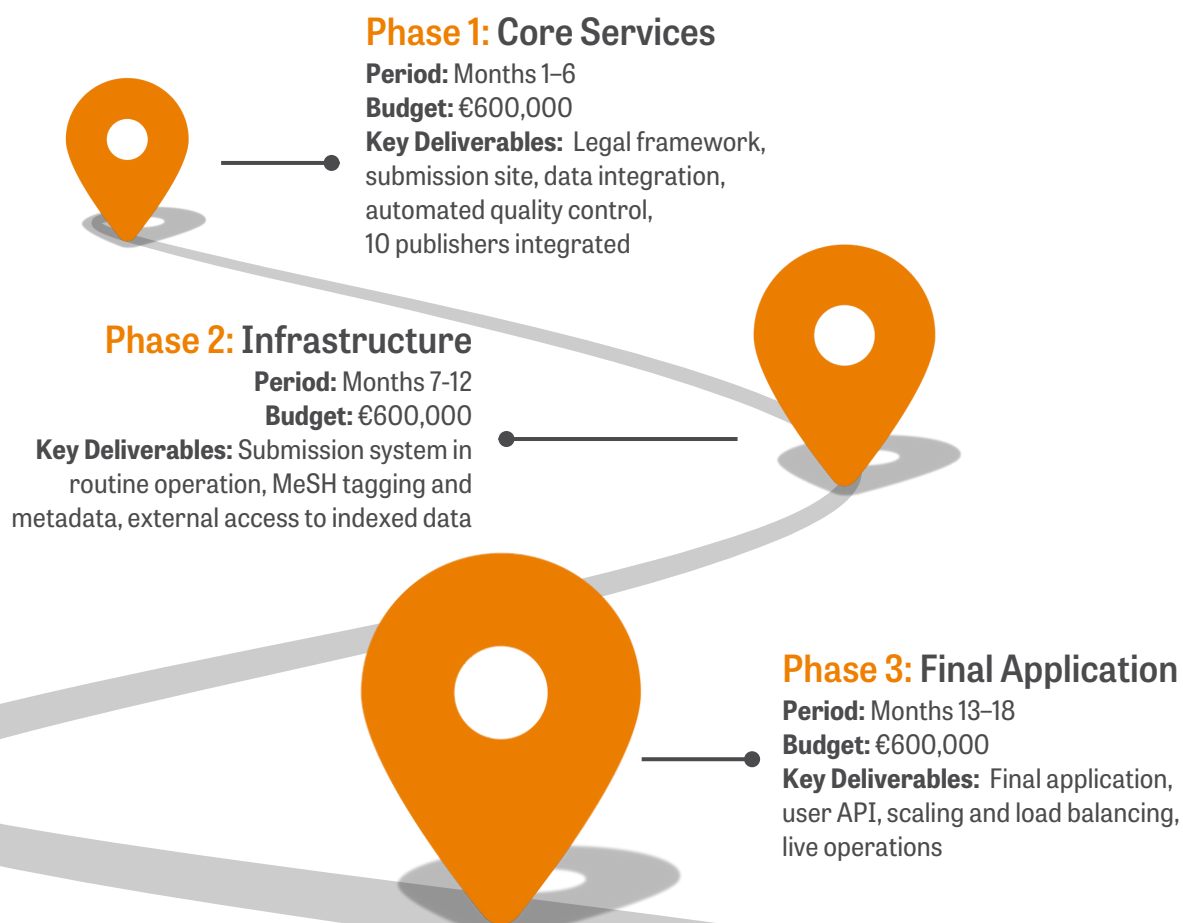 Phase 1: Core Services
Period: Months 1–6
Budget: €600,000
Key Deliverables: Legal framework,
submission site, data integration,
automated quality control,
10 publishers integrated
Phase 2: Infrastructure
Period: Months 7-12
Budget: €600,000
Key Deliverables: Submission system in
routine operation, MeSH tagging and
metadata, external access to indexed data
Phase 3: Final Application
Period: Months 13–18
Budget: €600,000
Key Deliverables: Final application,
user API, scaling and load balancing,
live operations